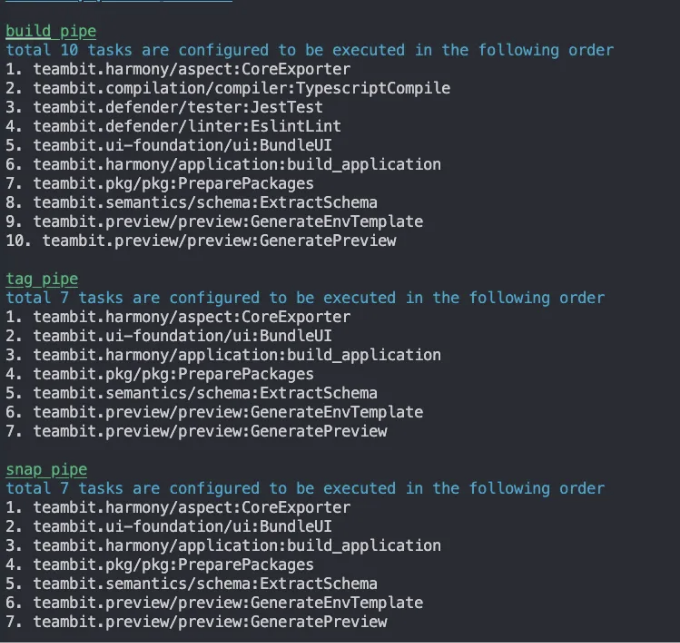 build pipe
total 10 tasks are configured to be executed in the following order
1. teambit.harmony/aspect:CoreExporter
2. teambit.compilation/compiler:TypescriptCompile
3. teambit.defender/tester:JestTest
4. teambit.defender/linter:EslintLint
5. teambit.ui-foundation/ui:BundleUI
6. teambit.harmony/application:build_application
7. teambit.pkg/pkg:PreparePackages
8. teambit.semantics/schema:ExtractSchema
9. teambit.preview/preview:GenerateEnvTemplate
10. teambit.preview/preview:GeneratePreview
tag pipe
total 7 tasks are configured to be executed in the following order
1. teambit.harmony/aspect:CoreExporter
2. teambit.ui-foundation/ui:BundleUI
3. teambit.harmony/application:build_application
4. teambit.pkg/pkg:PreparePackages
5. teambit.semantics/schema:ExtractSchema
6. teambit.preview/preview:GenerateEnvTemplate
7. teambit.preview/preview:GeneratePreview
snap pipe
total 7 tasks are configured to be executed in the following order
1. teambit.harmony/aspect:CoreExporter
2. teambit.ui-foundation/ui:BundleUI
3. teambit.harmony/application:build_application
4. teambit.pkg/pkg:PreparePackages
5. teambit.semantics/schema:ExtractSchema
6. teambit.preview/preview:GenerateEnvTemplate
7. teambit.preview/preview:GeneratePreview